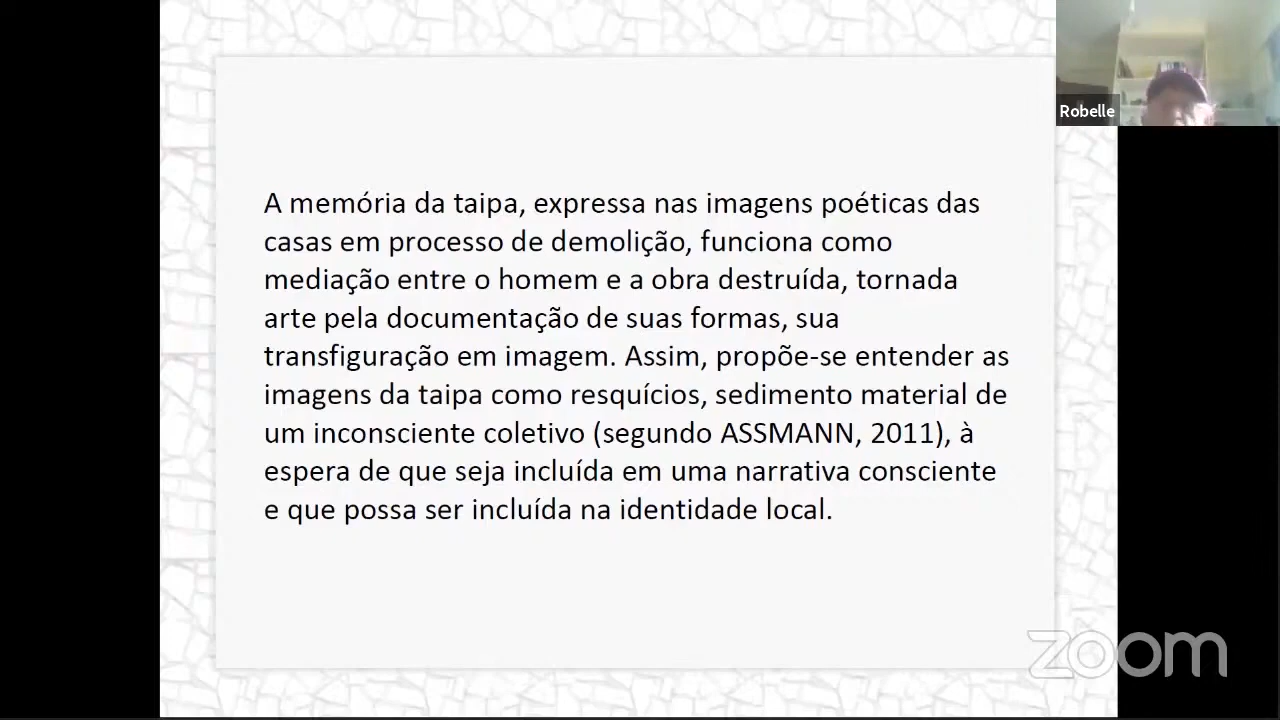 Robelle
A memória da taipa, expressa nas imagens poéticas das
casas em processo de demolição, funciona como
mediação entre o homem e a obra destruída, tornada
arte pela documentação de suas formas, sua
transfiguração em imagem. Assim, propõe-se entender as
imagens da taipa como resquícios, sedimento material de
um inconsciente coletivo (segundo ASSMANN, 2011), à
espera de que seja incluída em uma narrativa consciente
e que possa ser incluída na identidade local.
zoom